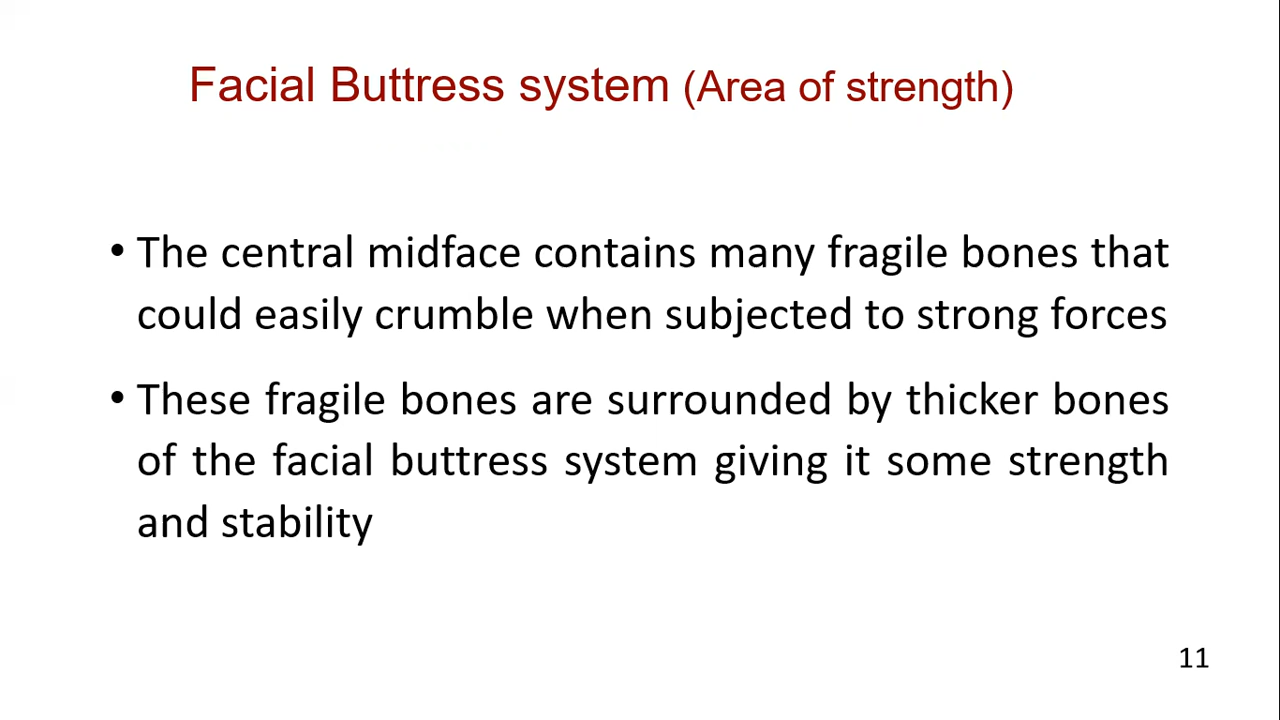 Facial Buttress system (Area of strength)
• The central midface contains many fragile bones that
could easily crumble when subjected to strong forces
• These fragile bones are surrounded by thicker bones
of the facial buttress system giving it some strength
and stability
11